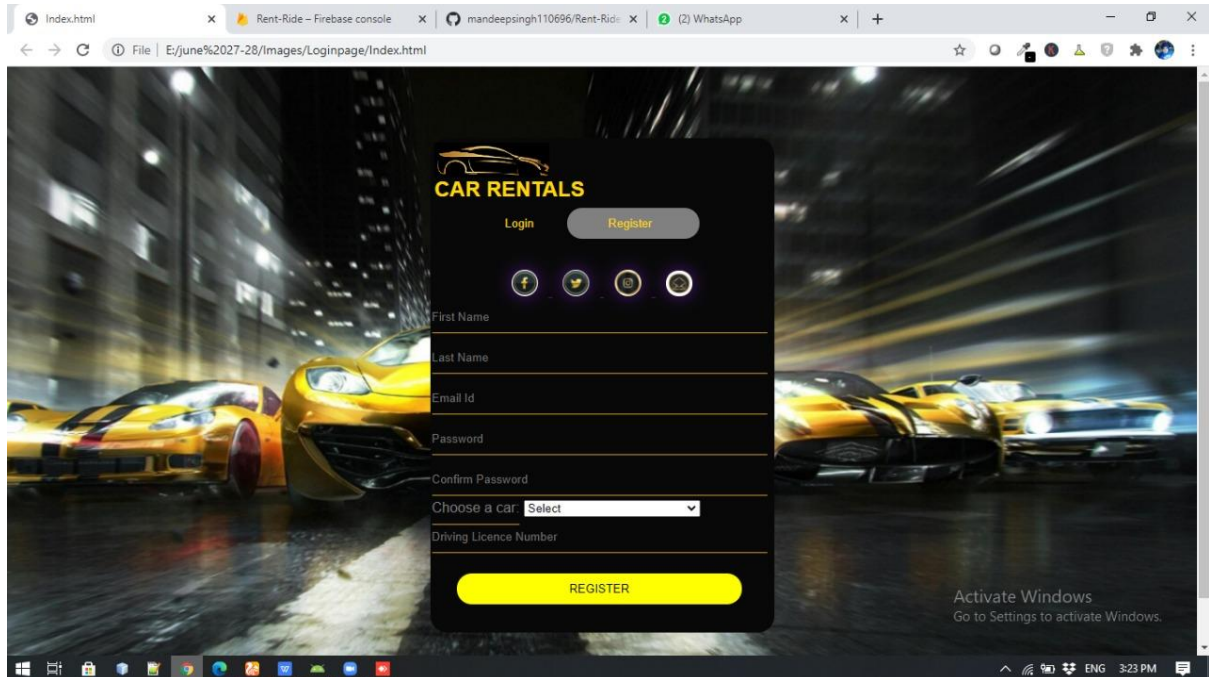 Index.html
Rent-Ride – Firebase console
mandeepsingh110696/Rent-Ride
(2) WhatsApp
File | E:/june%2027-28/Images/Loginpage/Index.html
CAR RENTALS
Login Register
First Name
Last Name
Email Id
Password
Confirm Password
Choose a car: Select
Driving Licence Number
REGISTER
Activate Windows
Go to Settings to activate Windows.
ENG 3:23 PM